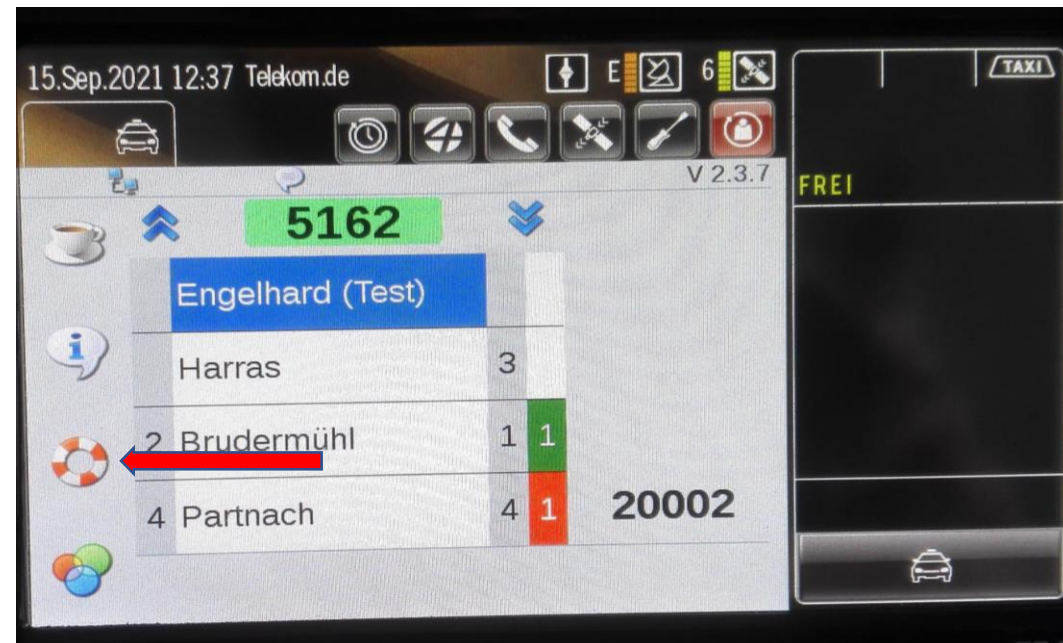 15.Sep.2021 12:37 Telekom.de E 6
TAXI
V 2.3.7
FREI
5162
Engelhard (Test)
Harras 3
2 Brudermühl 1 1
4 Partnach 4 1 20002